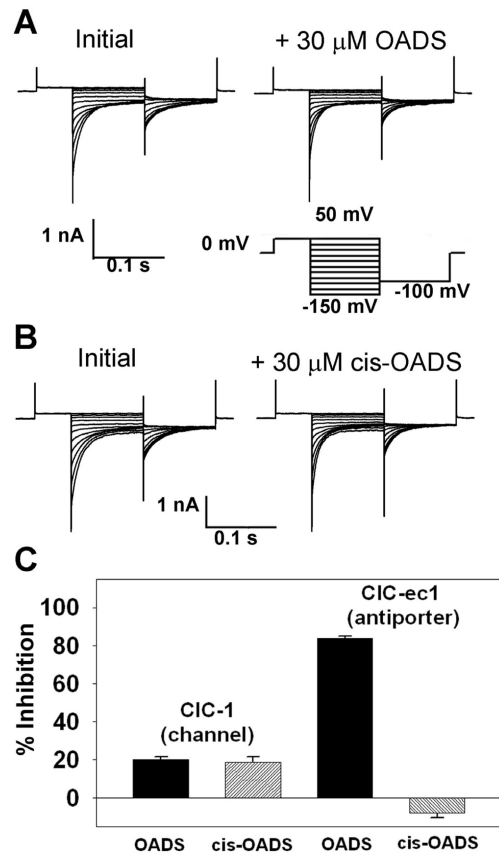 A
Initial
+ 30 μM OADS
1 nA
0.1 s
50 mV
0 mV
-100 mV
-150 mV
B
Initial
+ 30 μM cis-OADS
1 nA
0.1 s
C
% Inhibition
100
80
60
40
20
0
ClC-1
(channel)
ClC-ec1
(antiporter)
OADS
cis-OADS
OADS
cis-OADS